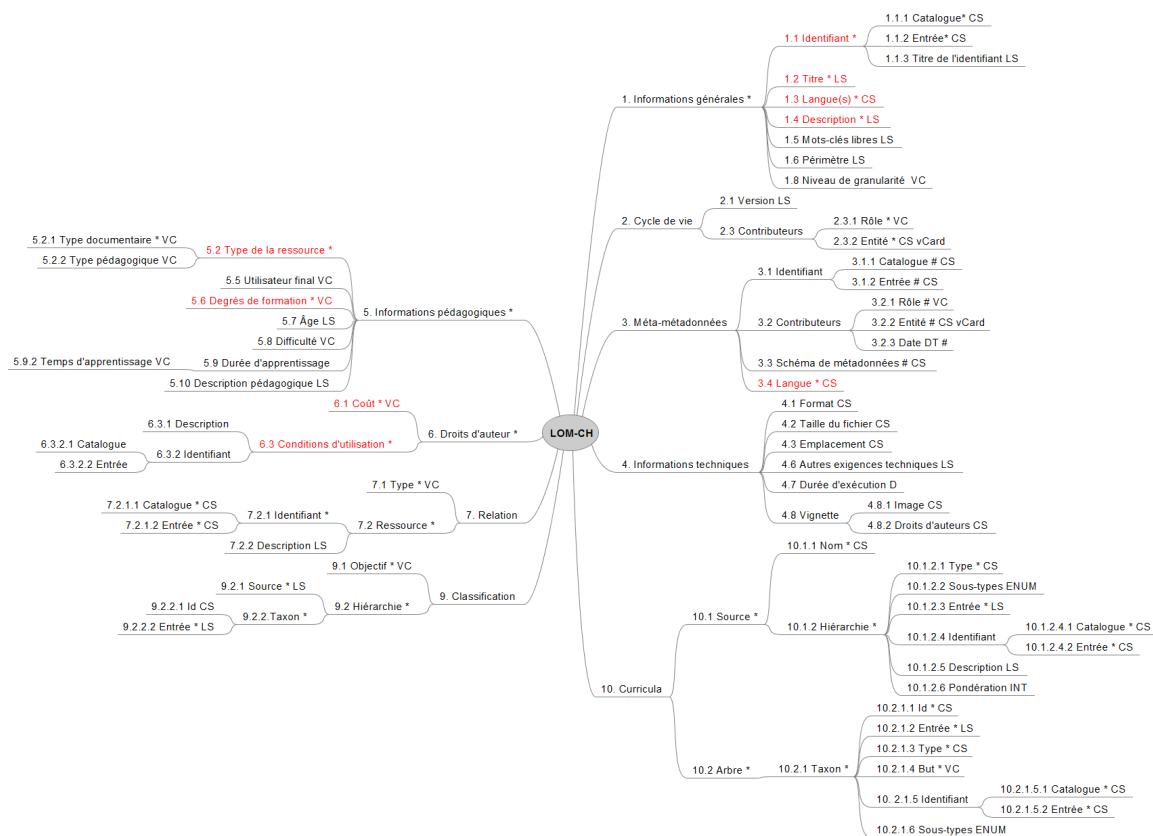 LOM-CH
1. Informations générales *
1.1 Identifiant *
1.1.1 Catalogue* CS
1.1.2 Entrée* CS
1.1.3 Titre de l'identifiant LS
1.2 Titre * LS
1.3 Langue(s) * CS
1.4 Description * LS
1.5 Mots-clés libres LS
1.6 Périmètre LS
1.8 Niveau de granularité VC
2. Cycle de vie
2.1 Version LS
2.3 Contributeurs
2.3.1 Rôle * VC
2.3.2 Entité * CS vCard
3. Méta-métadonnées
3.1 Identifiant
3.1.1 Catalogue # CS
3.1.2 Entrée # CS
3.2 Contributeurs
3.2.1 Rôle # VC
3.2.2 Entité # CS vCard
3.2.3 Date DT #
3.3 Schéma de métadonnées # CS
3.4 Langue * CS
4. Informations techniques
4.1 Format CS
4.2 Taille du fichier CS
4.3 Emplacement CS
4.6 Autres exigences techniques LS
4.7 Durée d'exécution D
4.8 Vignette
4.8.1 Image CS
4.8.2 Droits d'auteurs CS
5. Informations pédagogiques *
5.2 Type de la ressource *
5.2.1 Type documentaire * VC
5.2.2 Type pédagogique VC
5.5 Utilisateur final VC
5.6 Degrés de formation * VC
5.7 Âge LS
5.8 Difficulté VC
5.9 Durée d'apprentissage
5.9.2 Temps d'apprentissage VC
5.10 Description pédagogique LS
6. Droits d'auteur *
6.1 Coût * VC
6.3 Conditions d'utilisation *
6.3.1 Description
6.3.2 Identifiant
6.3.2.1 Catalogue
6.3.2.2 Entrée
7. Relation
7.1 Type * VC
7.2 Ressource *
7.2.1 Identifiant *
7.2.1.1 Catalogue * CS
7.2.1.2 Entrée * CS
7.2.2 Description LS
9. Classification
9.1 Objectif * VC
9.2 Hiérarchie *
9.2.1 Source * LS
9.2.2.Taxon *
9.2.2.1 Id CS
9.2.2.2 Entrée * LS
10. Curricula
10.1 Source *
10.1.1 Nom * CS
10.1.2 Hiérarchie *
10.1.2.1 Type * CS
10.1.2.2 Sous-types ENUM
10.1.2.3 Entrée * LS
10.1.2.4 Identifiant
10.1.2.4.1 Catalogue * CS
10.1.2.4.2 Entrée * CS
10.1.2.5 Description LS
10.1.2.6 Pondération INT
10.2 Arbre *
10.2.1 Taxon *
10.2.1.1 Id * CS
10.2.1.2 Entrée * LS
10.2.1.3 Type * CS
10.2.1.4 But * VC
10. 2.1.5 Identifiant
10.2.1.5.1 Catalogue * CS
10.2.1.5.2 Entrée * CS
10.2.1.6 Sous-types ENUM